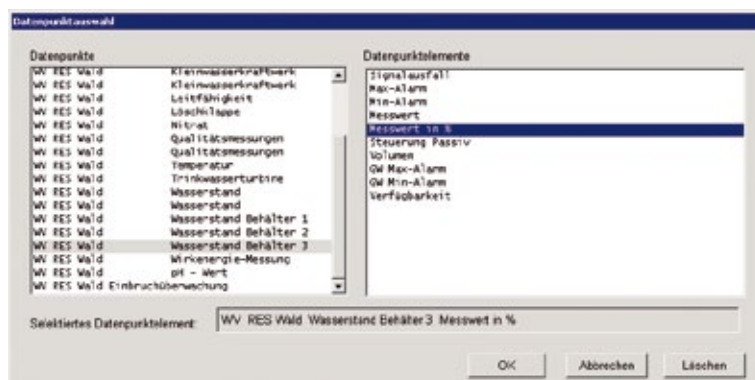 Datenpunktauswahl
Datenpunkte
WV RES Wald Kleinwasserkraftwerk
WV RES Wald Kleinwasserkraftwerk
WV RES Wald Leitfähigkeit
WV RES Wald Löschklappe
WV RES Wald Nitrat
WV RES Wald Qualitätsmessungen
WV RES Wald Qualitätsmessungen
WV RES Wald Temperatur
WV RES Wald Trinkwasserturbine
WV RES Wald Wasserstand
WV RES Wald Wasserstand
WV RES Wald Wasserstand Behälter 1
WV RES Wald Wasserstand Behälter 2
WV RES Wald Wasserstand Behälter 3
WV RES Wald Wirkenergie-Messung
WV RES Wald pH - Wert
WV RES Wald Einbruchüberwachung
Datenpunktelemente
Signalausfall
Max-Alarm
Min-Alarm
Messwert
Messwert in %
Steuerung Passiv
Volumen
GW Max-Alarm
GW Min-Alarm
Verfügbarkeit
Selektiertes Datenpunktelement: WV RES Wald Wasserstand Behälter 3 Messwert in %
OK Abbrechen Löschen